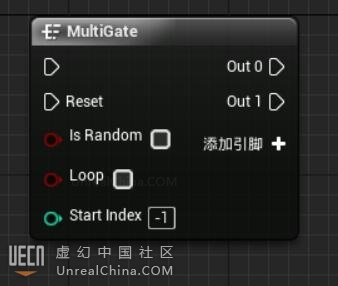 MultiGate
Out 0
Reset
Out 1
Is Random
添加引脚
Loop
Start Index -1
UECN 虚幻中国社区
UnrealChina.COM